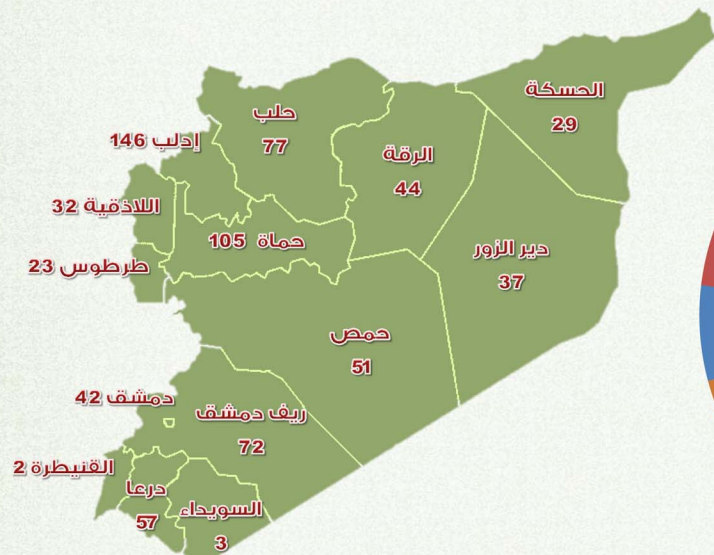 الحسكة
29
حلب
77
إدلب 146
الرقة
44
اللاذقية 32
حماة 105
طرطوس 23
دير الزور
37
حمص
51
دمشق 42
ريف دمشق
72
القنيطرة 2
درعا
57
السويداء
3